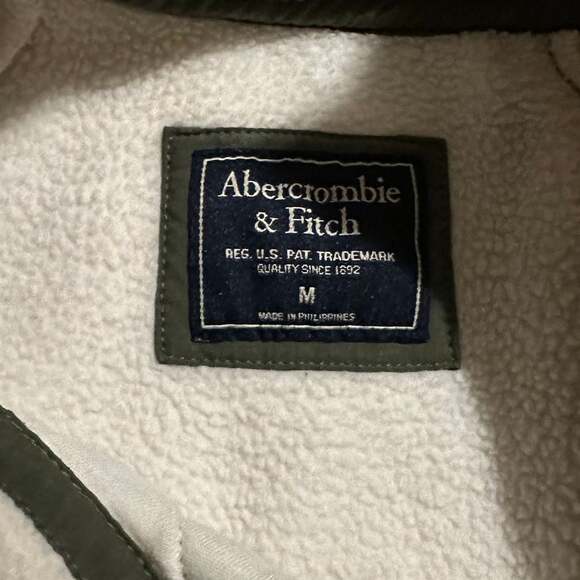 Abercrombie
& Fitch
REG. U.S. PAT. TRADEMARK
QUALITY SINCE 1892
M
MADE IN PHILIPPINES